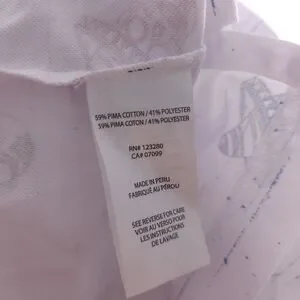 59% PIMA COTTON / 41% POLYESTER
59% PIMA COTON / 41% POLYESTER
RN# 123280
CA# 07099
MADE IN PERU
FABRIQUÉ AU PÉROU
SEE REVERSE FOR CARE
VOIR AU VERSO POUR
LES INSTRUCTIONS
DE LAVAGE